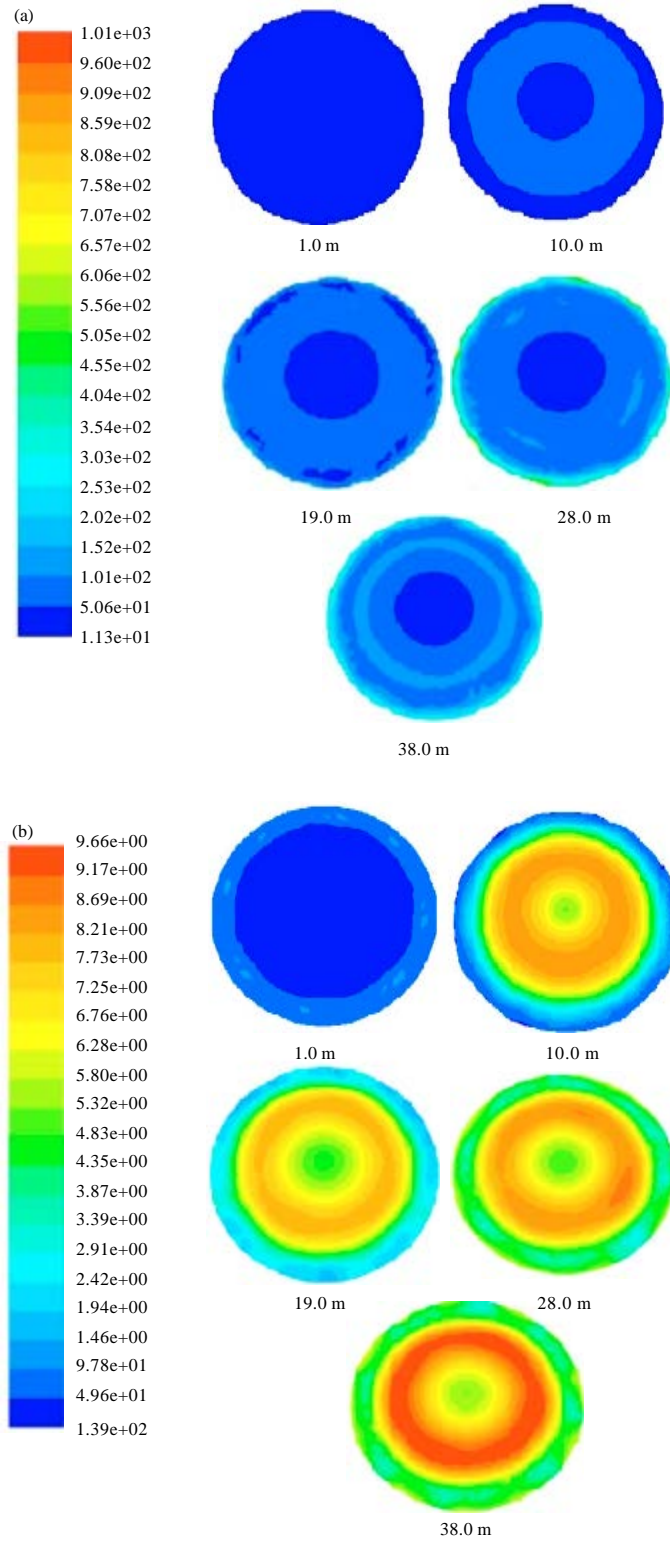 (a)
1.01e+03
9.60e+02
9.09e+02
8.59e+02
8.08e+02
7.58e+02
7.07e+02
6.57e+02
6.06e+02
5.56e+02
5.05e+02
4.55e+02
4.04e+02
3.54e+02
3.03e+02
2.53e+02
2.02e+02
1.52e+02
1.01e+02
5.06e+01
1.13e+01
1.0 m
10.0 m
19.0 m
28.0 m
38.0 m
(b)
9.66e+00
9.17e+00
8.69e+00
8.21e+00
7.73e+00
7.25e+00
6.76e+00
6.28e+00
5.80e+00
5.32e+00
4.83e+00
4.35e+00
3.87e+00
3.39e+00
2.91e+00
2.42e+00
1.94e+00
1.46e+00
9.78e+01
4.96e+01
1.39e+02
1.0 m
10.0 m
19.0 m
28.0 m
38.0 m